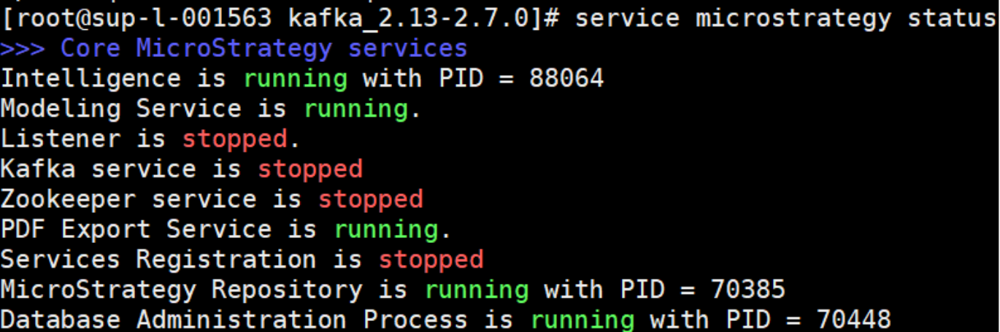 [root@sup-l-001563 kafka_2.13-2.7.0]# service microstrategy status
>>> Core MicroStrategy services
Intelligence is running with PID = 88064
Modeling Service is running.
Listener is stopped.
Kafka service is stopped
Zookeeper service is stopped
PDF Export Service is running.
Services Registration is stopped
MicroStrategy Repository is running with PID = 70385
Database Administration Process is running with PID = 70448